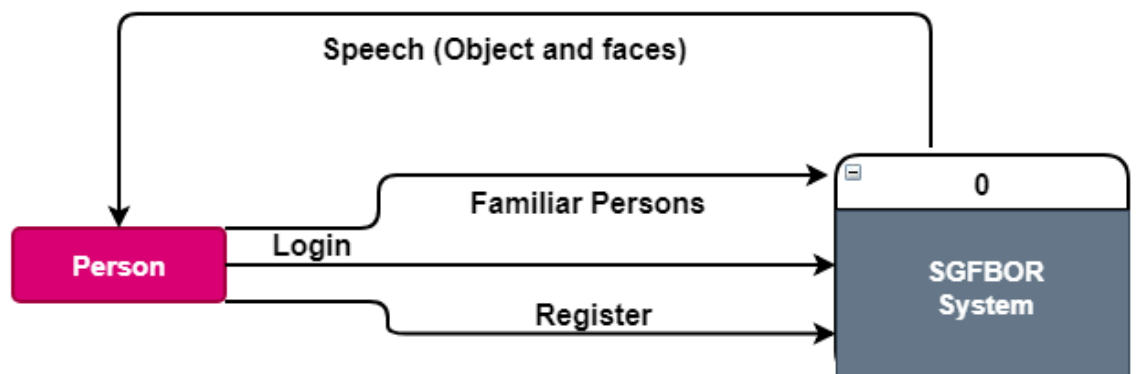 Speech (Object and faces)
0
Familiar Persons
Login
Person
SGFBOR
System
Register